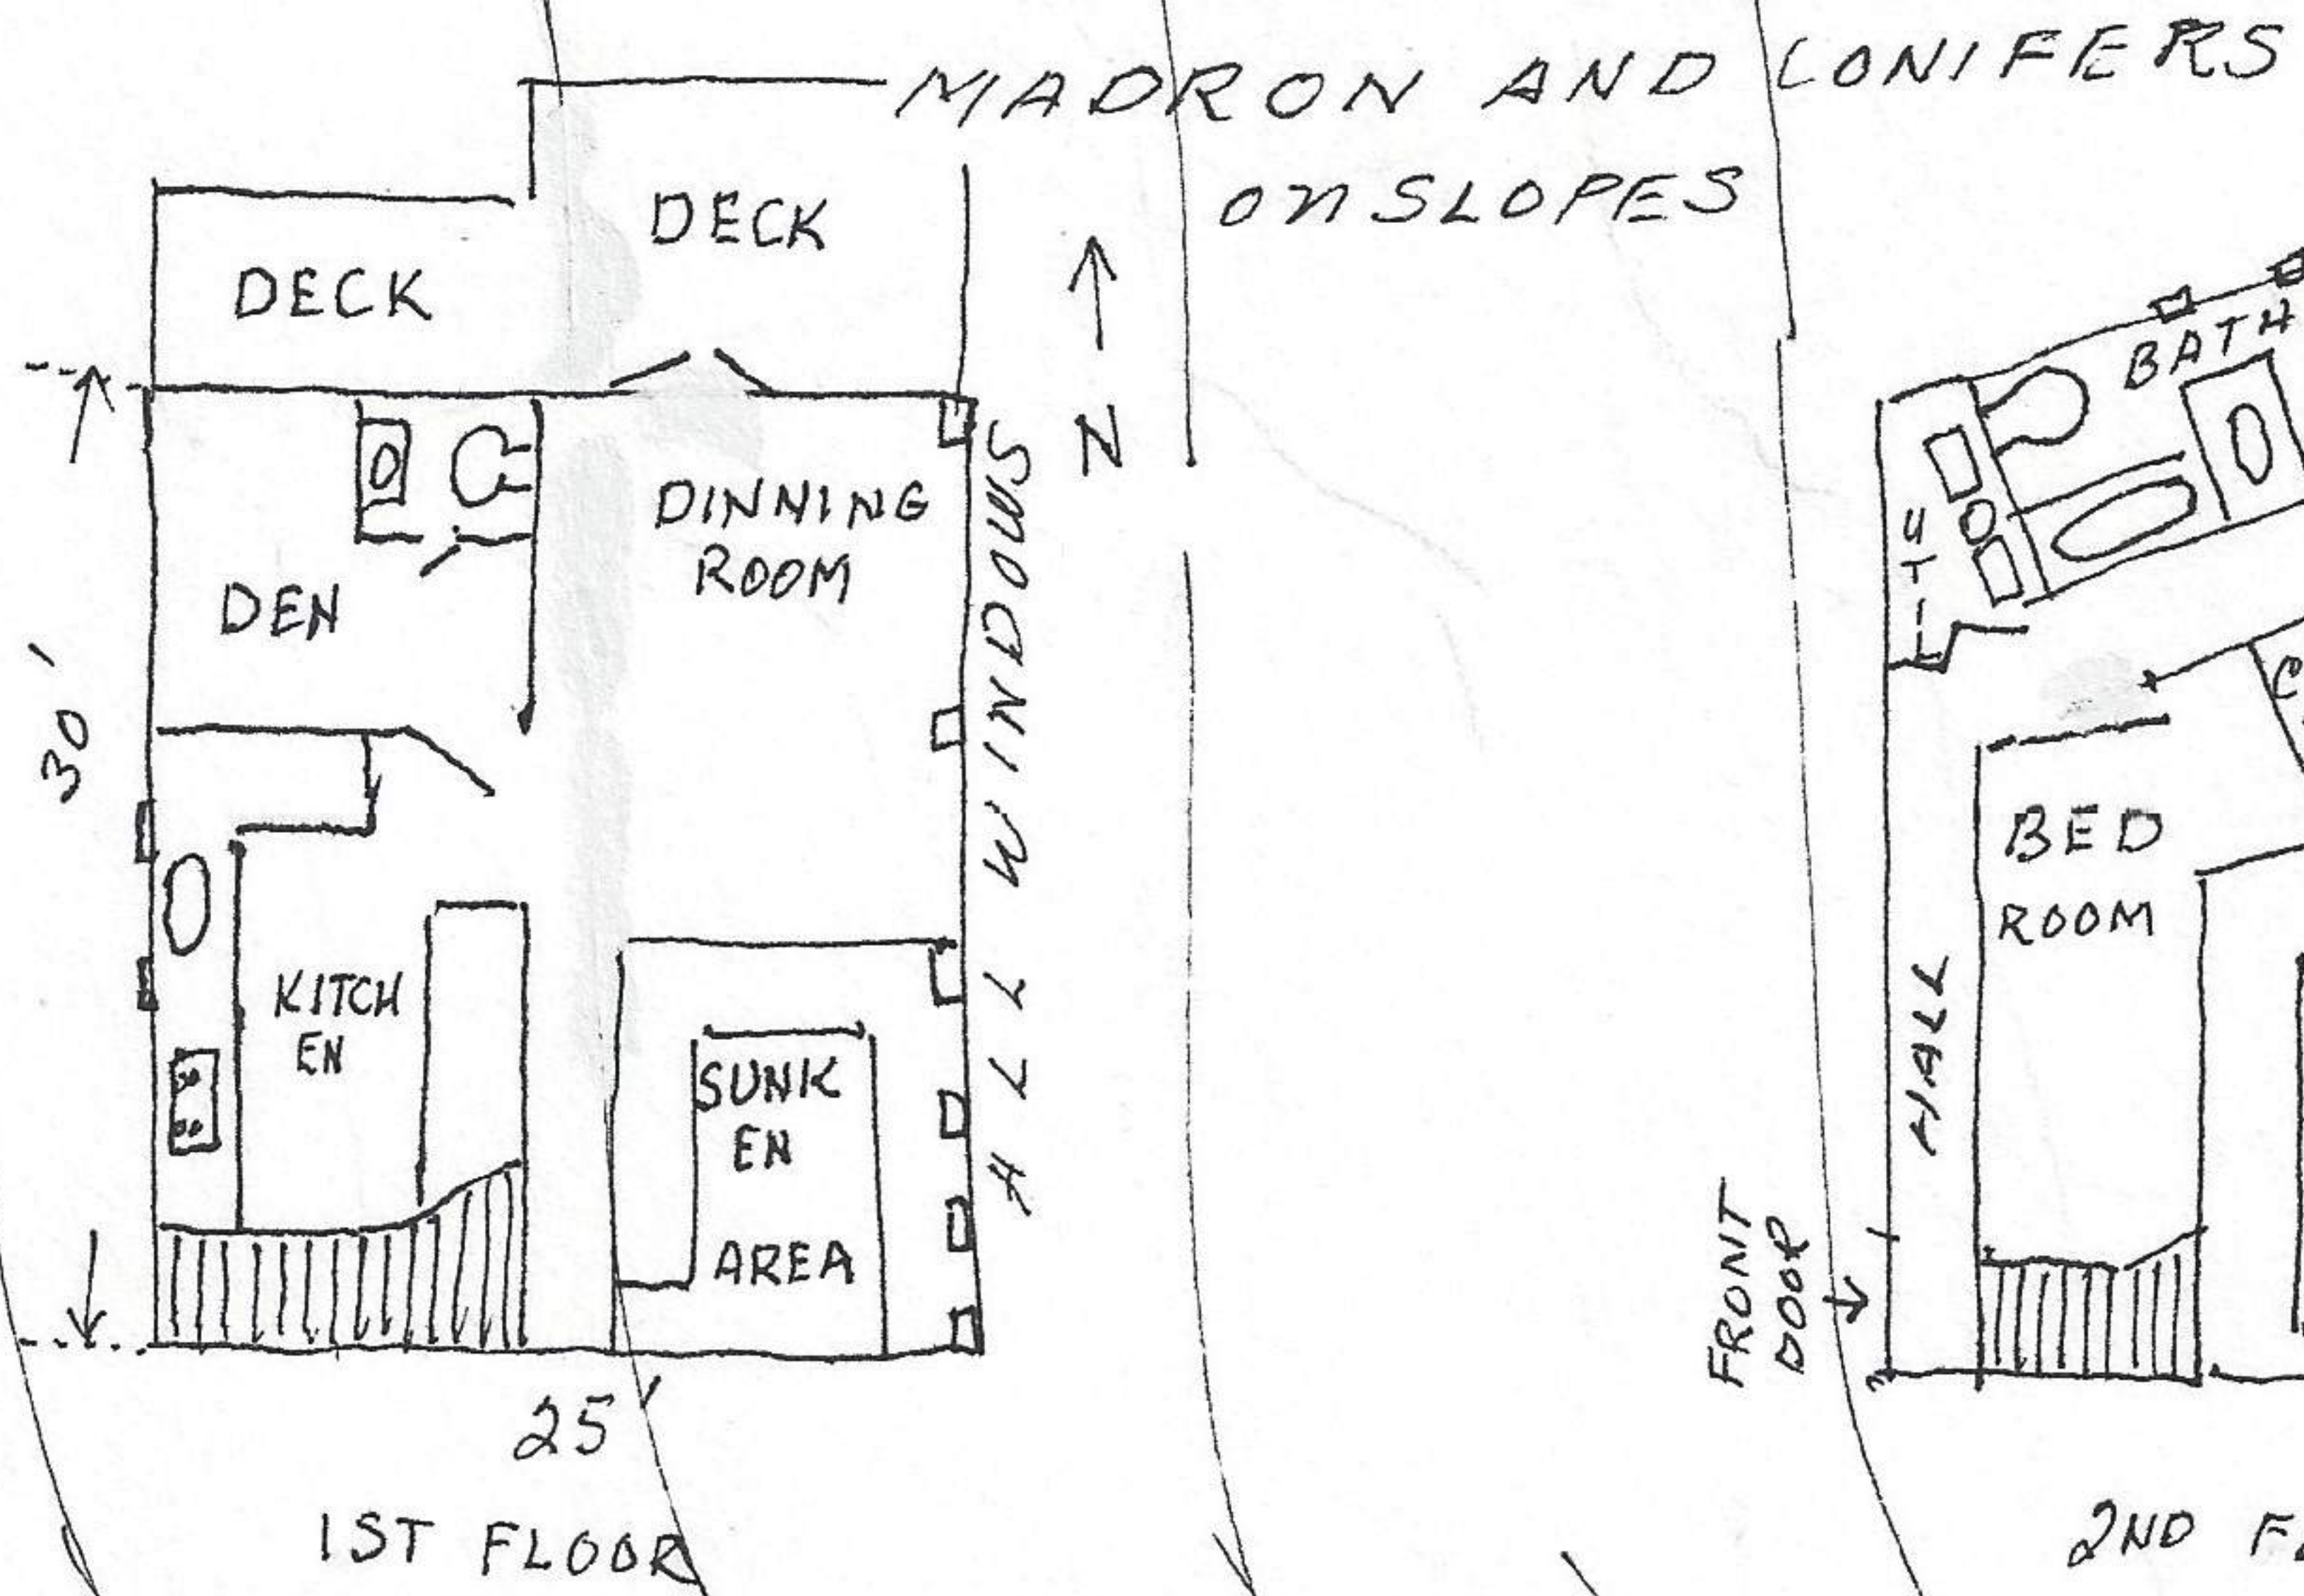 MADRON AND CONIFERS
ON SLOPES
DECK
DECK
N
DINNING
ROOM
DEN
ALL WINDOWS
30'
KITCH
EN
SUNK
EN
AREA
25'
1ST FLOOR
BATH
UTIL
BED
ROOM
HALL
FRONT
DOOR
2ND